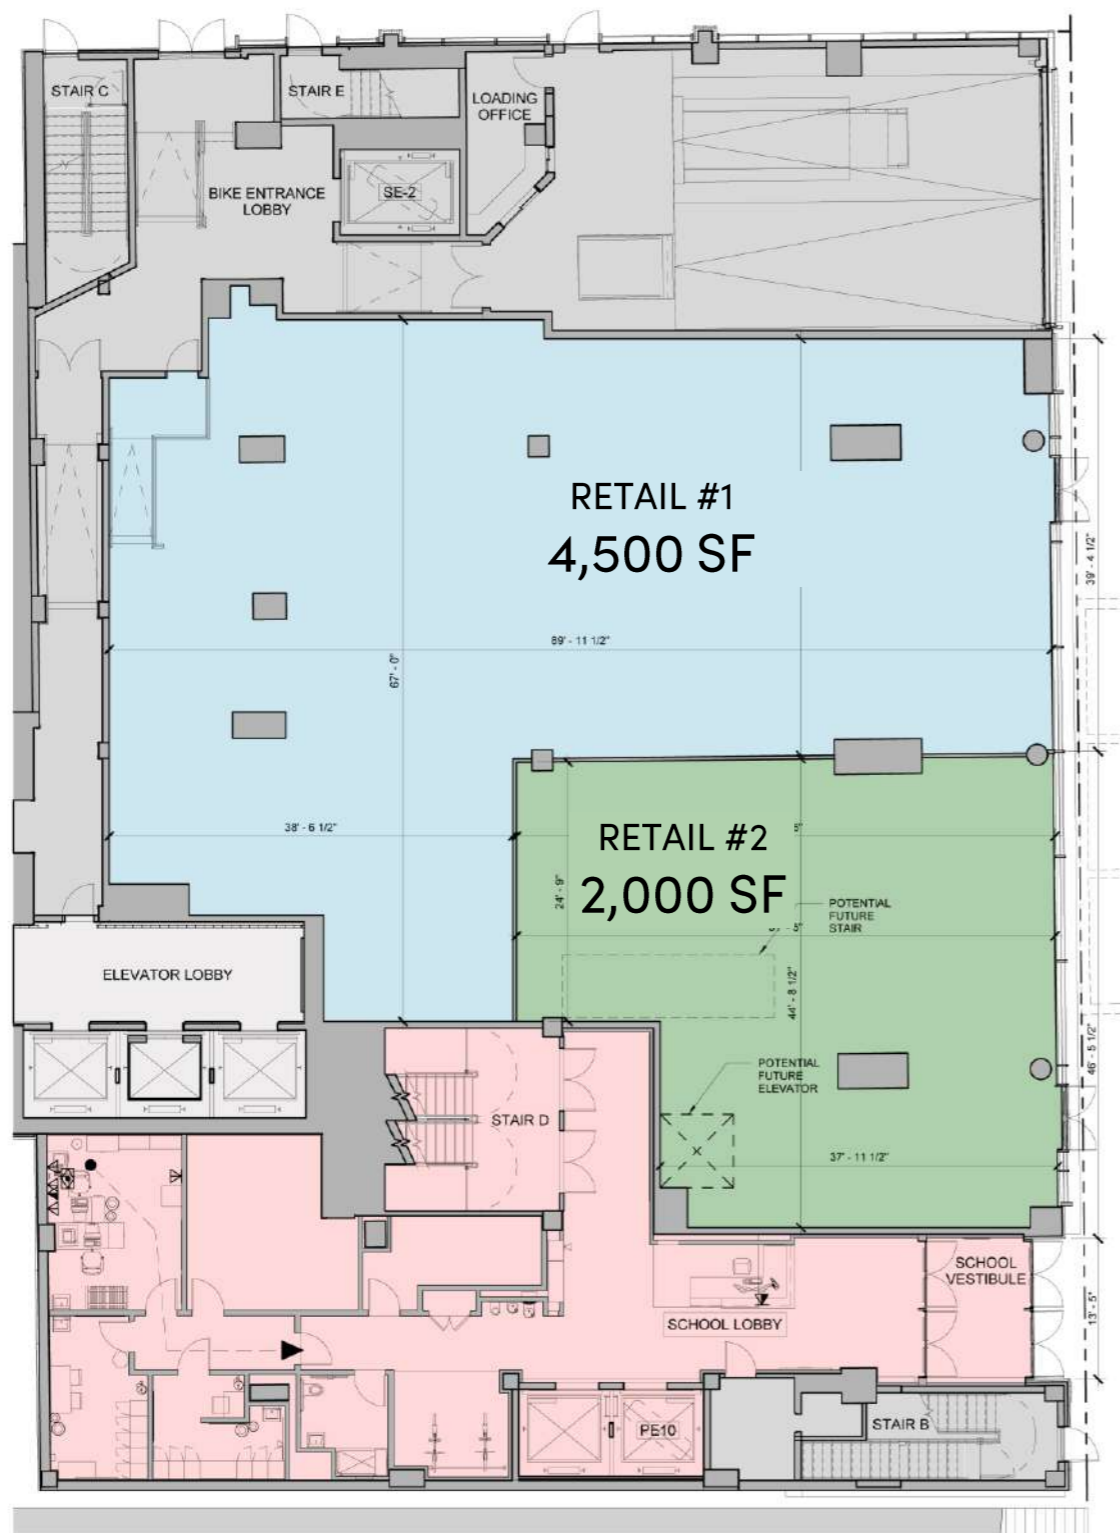 STAIR C
STAIR E
LOADING
OFFICE
BIKE ENTRANCE
LOBBY
SE-2
RETAIL #1
4,500 SF
39' - 4 1/2"
89' - 11 1/2"
67' - 0"
38' - 6 1/2"
5"
RETAIL #2
2,000 SF
24' - 9"
POTENTIAL
FUTURE
STAIR
5"
ELEVATOR LOBBY
44' - 8 1/2"
46' - 5 1/2"
POTENTIAL
FUTURE
ELEVATOR
STAIR D
37' - 11 1/2"
SCHOOL
VESTIBULE
13' - 5"
SCHOOL LOBBY
STAIR B
PE10